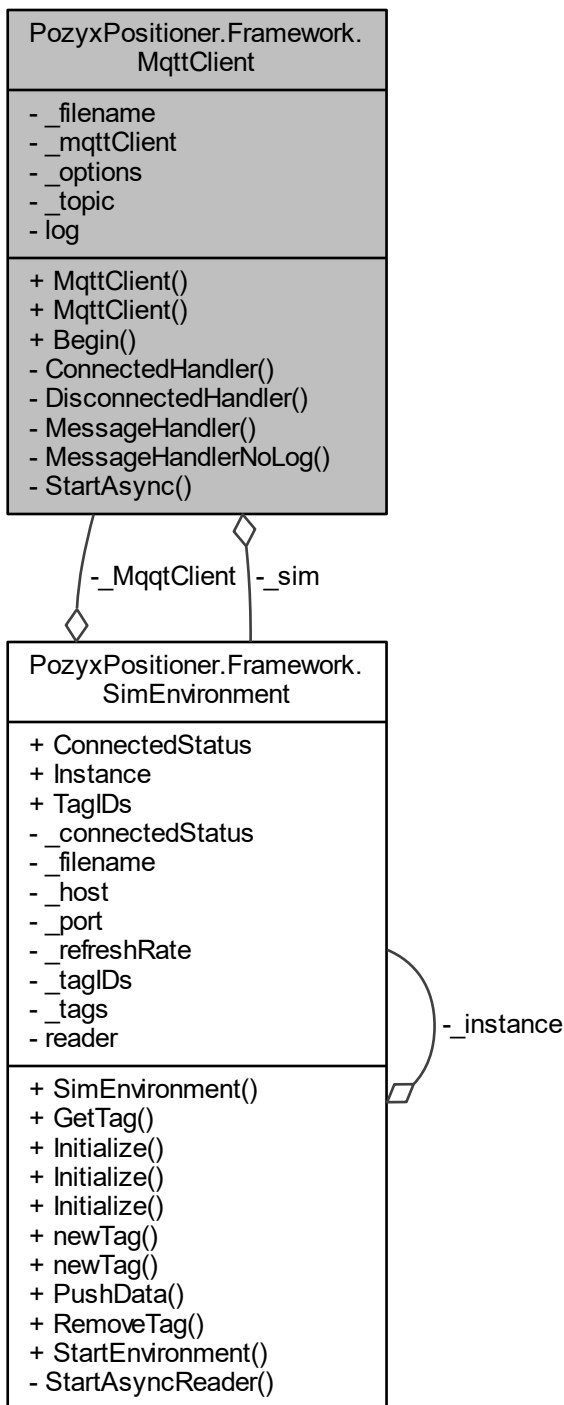 PozyxPositioner.Framework.
MqttClient
- _filename
- _mqttClient
- _options
- _topic
- log
+ MqttClient()
+ MqttClient()
+ Begin()
- ConnectedHandler()
- DisconnectedHandler()
- MessageHandler()
- MessageHandlerNoLog()
- StartAsync()
-_MqqtClient
-_sim
PozyxPositioner.Framework.
SimEnvironment
+ ConnectedStatus
+ Instance
+ TagIDs
- _connectedStatus
- _filename
- _host
- _port
- _refreshRate
- _tagIDs
- _tags
- reader
-_instance
+ SimEnvironment()
+ GetTag()
+ Initialize()
+ Initialize()
+ Initialize()
+ newTag()
+ newTag()
+ PushData()
+ RemoveTag()
+ StartEnvironment()
- StartAsyncReader()